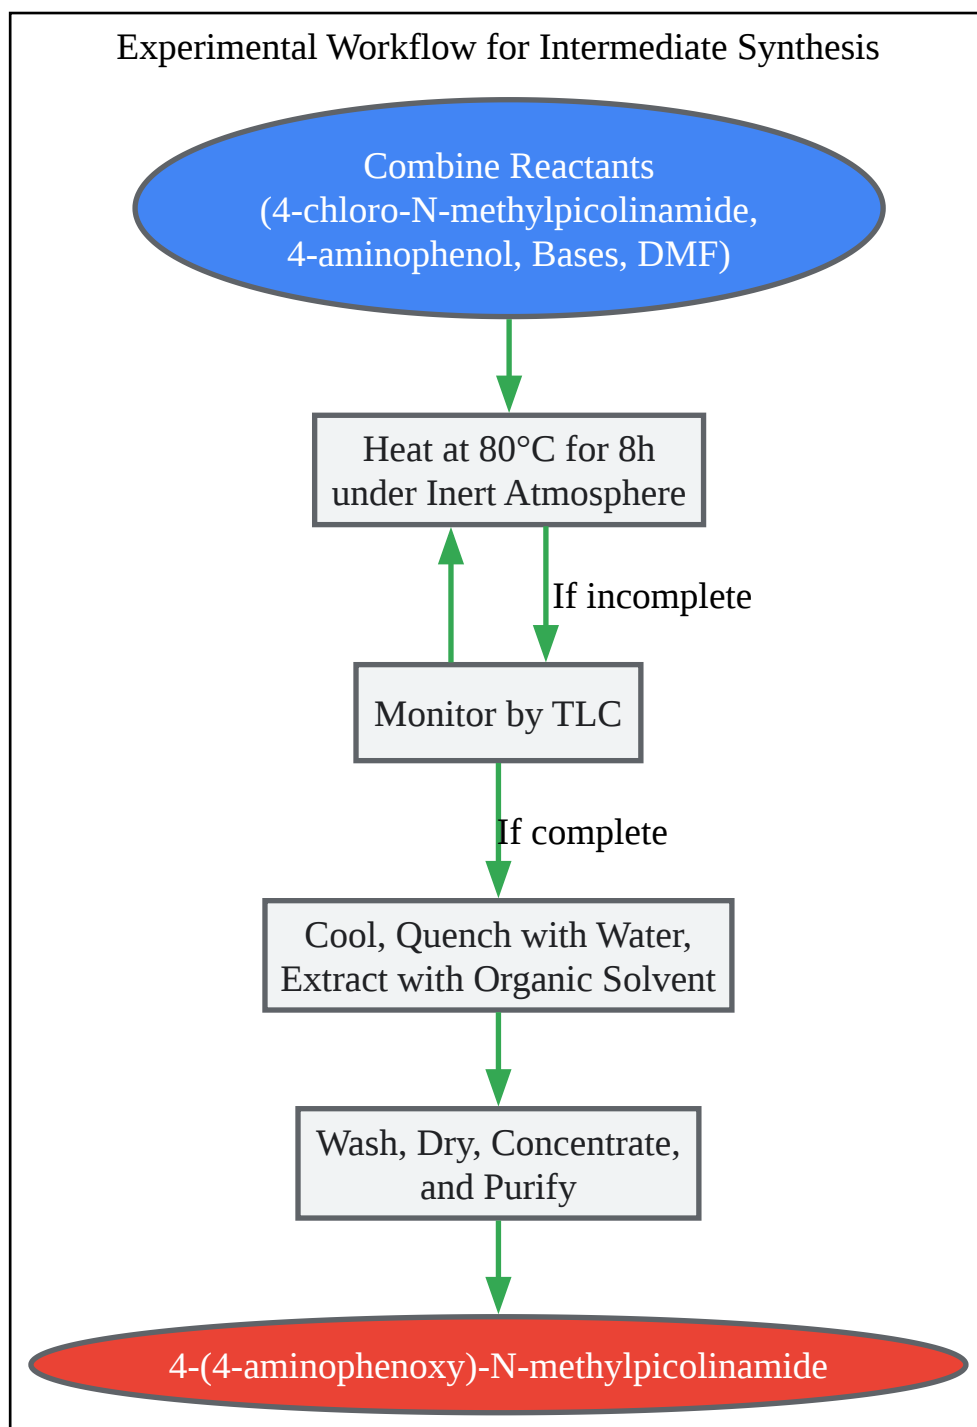 Experimental Workflow for Intermediate Synthesis
Combine Reactants
(4-chloro-N-methylpicolinamide,
4-aminophenol, Bases, DMF)
Heat at 80°C for 8h
under Inert Atmosphere
If incomplete
Monitor by TLC
If complete
Cool, Quench with Water,
Extract with Organic Solvent
Wash, Dry, Concentrate,
and Purify
4-(4-aminophenoxy)-N-methylpicolinamide